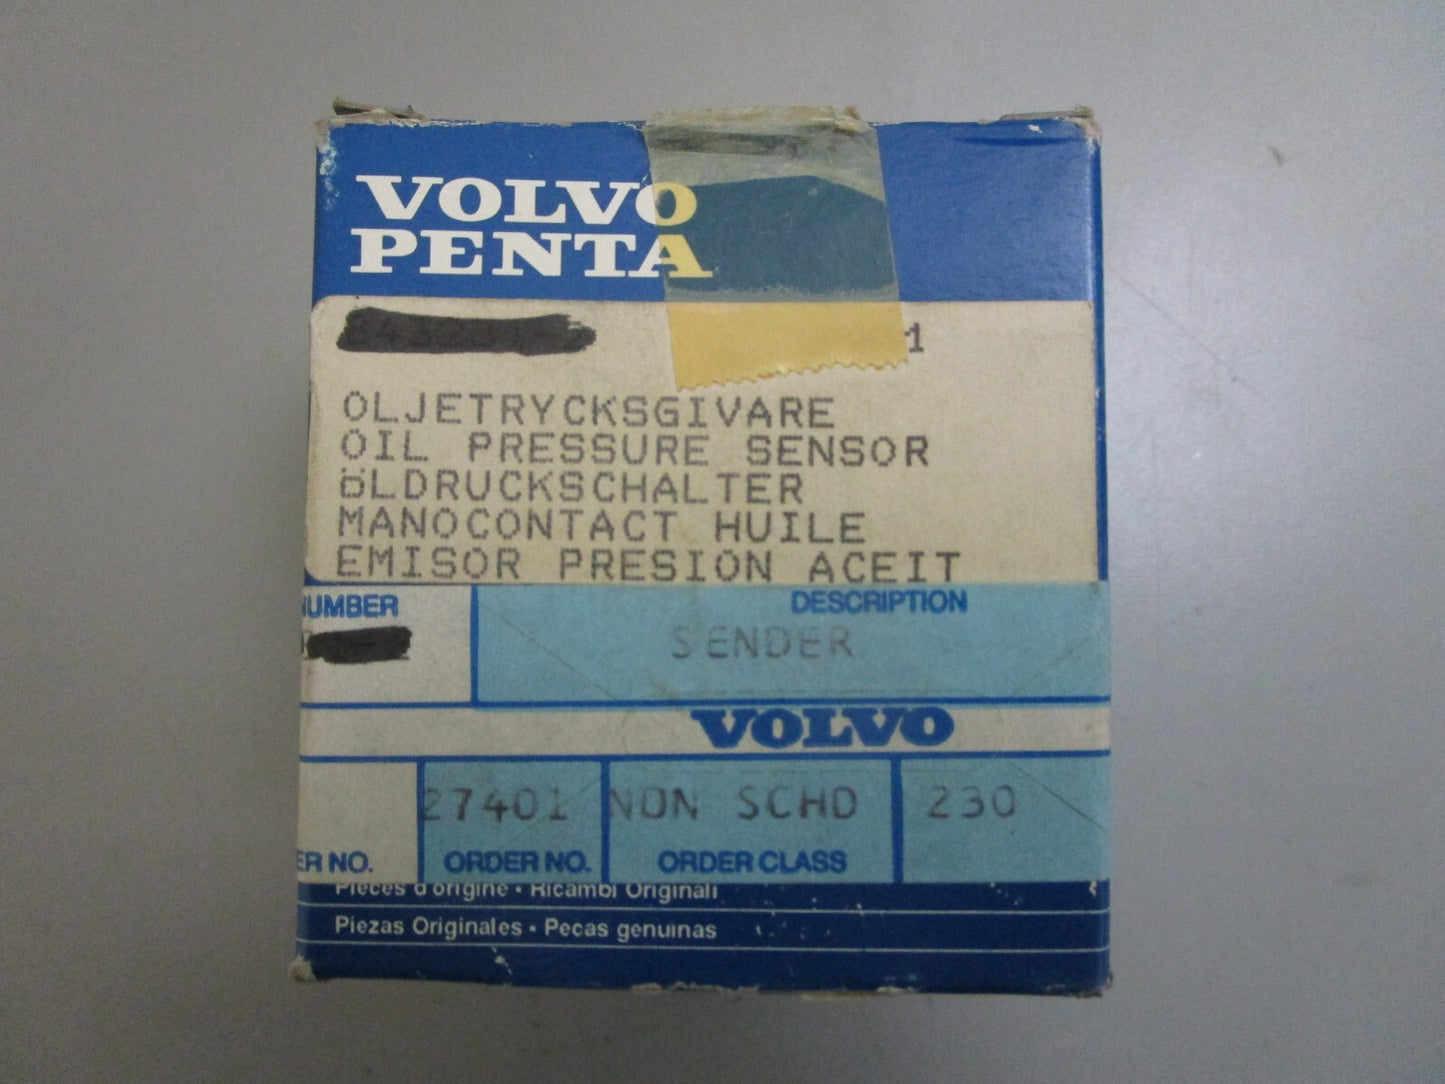 VOLVO
PENTA
1
OLJETRYCKSGIVARE
OIL PRESSURE SENSOR
ÖLDRUCKSCHALTER
MANOCONTACT HUILE
EMISOR PRESION ACEIT
NUMBER
DESCRIPTION
SENDER
VOLVO
27401 NON SCHD 230
ER NO. ORDER NO. ORDER CLASS
Pièces d'origine • Ricambi Originali
Piezas Originales • Pecas genuinas